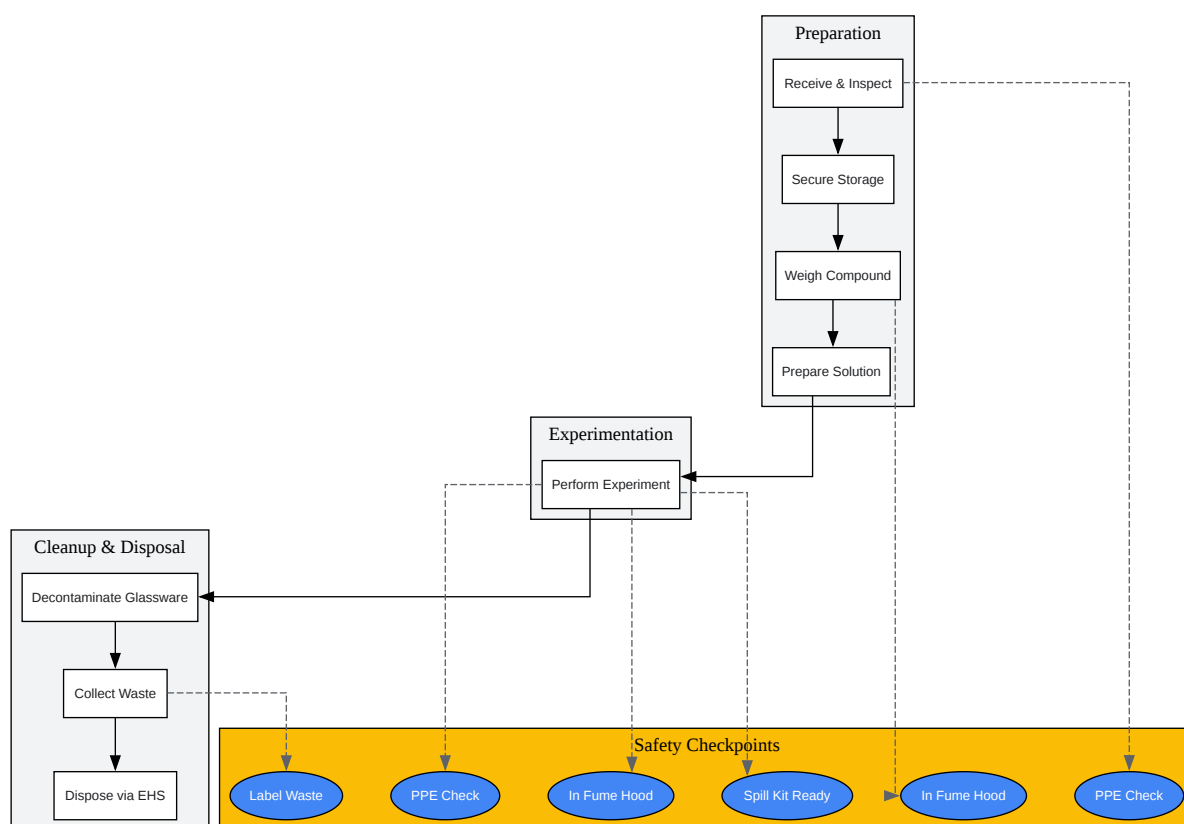 Preparation
Receive & Inspect
Secure Storage
Weigh Compound
Prepare Solution
Experimentation
Perform Experiment
Cleanup & Disposal
Decontaminate Glassware
Collect Waste
Dispose via EHS
Safety Checkpoints
Label Waste
PPE Check
In Fume Hood
Spill Kit Ready
In Fume Hood
PPE Check